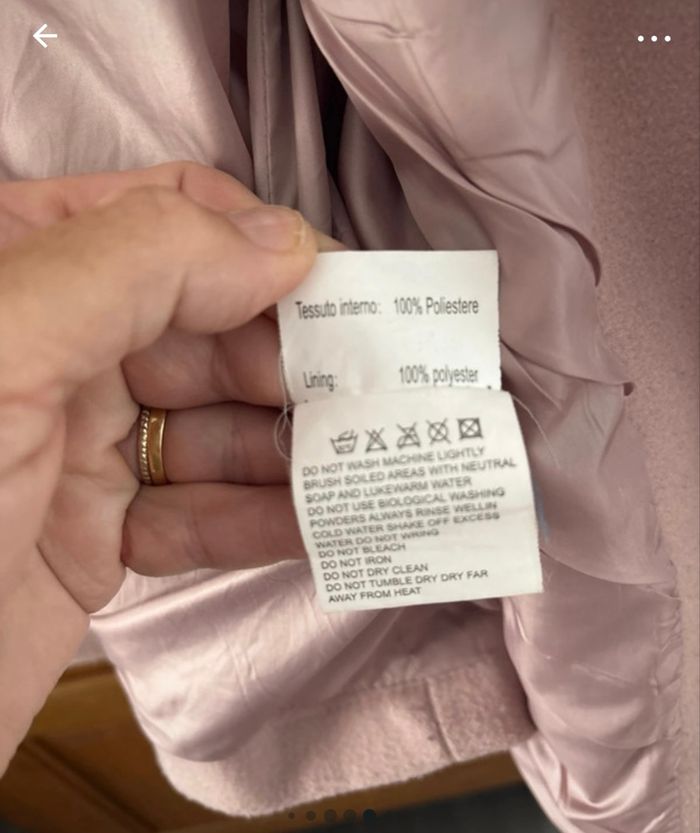 Tessuto interno: 100% Poliestere
Lining: 100% polyester
DO NOT WASH MACHINE LIGHTLY
BRUSH SOILED AREAS WITH NEUTRAL
SOAP AND LUKEWARM WATER
DO NOT USE BIOLOGICAL WASHING
POWDERS ALWAYS RINSE WELLIN
COLD WATER SHAKE OFF EXCESS
WATER DO NOT WRING
DO NOT BLEACH
DO NOT IRON
DO NOT DRY CLEAN
DO NOT TUMBLE DRY DRY FAR
AWAY FROM HEAT